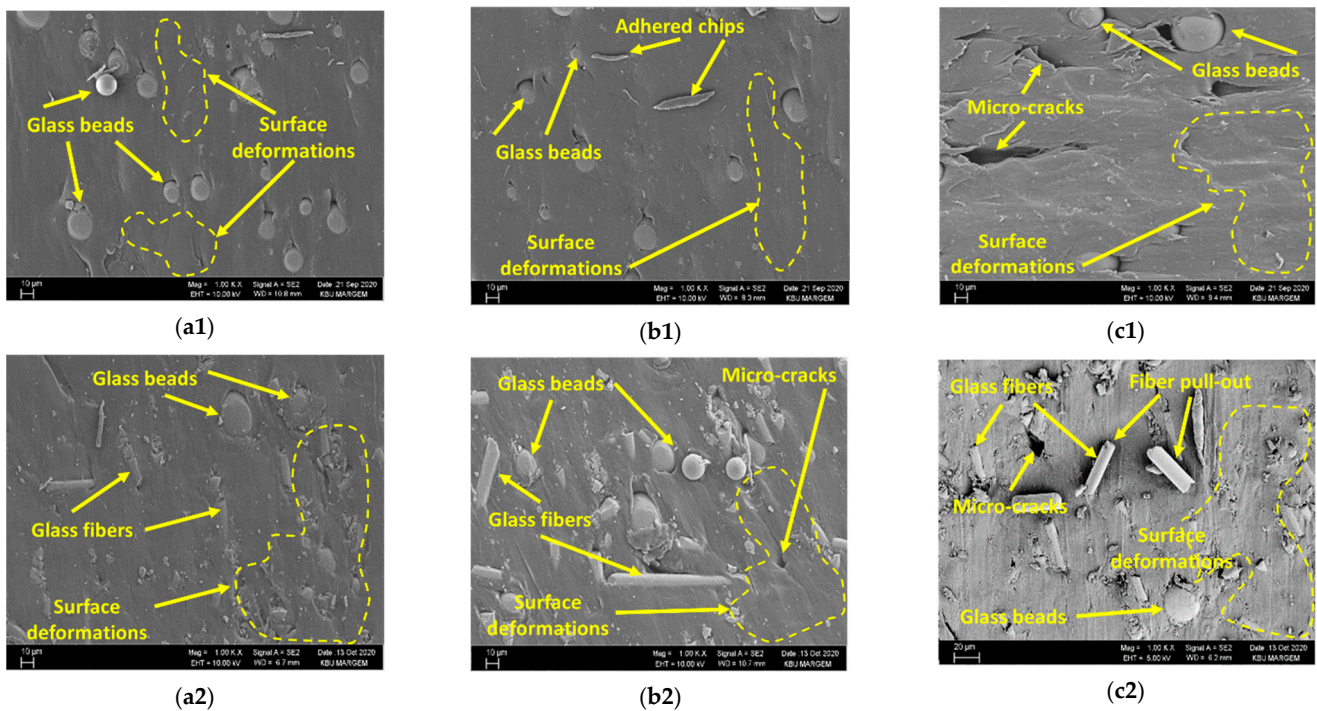 Glass beads
Surface
deformations
10 µm
Mag = 1.00 K X
Signal A = SE2
Date :21 Sep 2020
EHT = 10.00 kV
WD = 10.8 mm
KBU MARGEM
(a1)
Adhered chips
Glass beads
Surface
deformations
10 µm
Mag = 1.00 K X
Signal A = SE2
Date :21 Sep 2020
EHT = 10.00 kV
WD = 8.3 mm
KBU MARGEM
(b1)
Glass beads
Micro-cracks
Surface
deformations
10 µm
Mag = 1.00 K X
Signal A = SE2
Date :21 Sep 2020
EHT = 10.00 kV
WD = 9.4 mm
KBU MARGEM
(c1)
Glass beads
Glass fibers
Surface
deformations
10 µm
Mag = 1.00 K X
Signal A = SE2
Date :13 Oct 2020
EHT = 10.00 kV
WD = 6.7 mm
KBU MARGEM
(a2)
Glass beads
Micro-cracks
Glass fibers
Surface
deformations
10 µm
Mag = 1.00 K X
Signal A = SE2
Date :13 Oct 2020
EHT = 10.00 kV
WD = 10.7 mm
KBU MARGEM
(b2)
Glass fibers
Fiber pull-out
Micro-cracks
Surface
deformations
Glass beads
20 µm
Mag = 1.00 K X
Signal A = SE2
Date :13 Oct 2020
EHT = 5.00 kV
WD = 6.2 mm
KBU MARGEM
(c2)